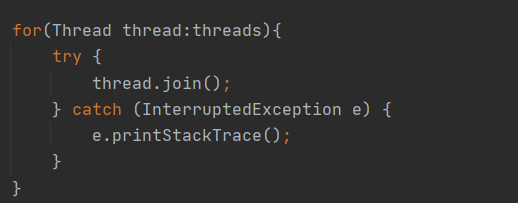 for(Thread thread:threads){
    try {
        thread.join();
    } catch (InterruptedException e) {
        e.printStackTrace();
    }
}